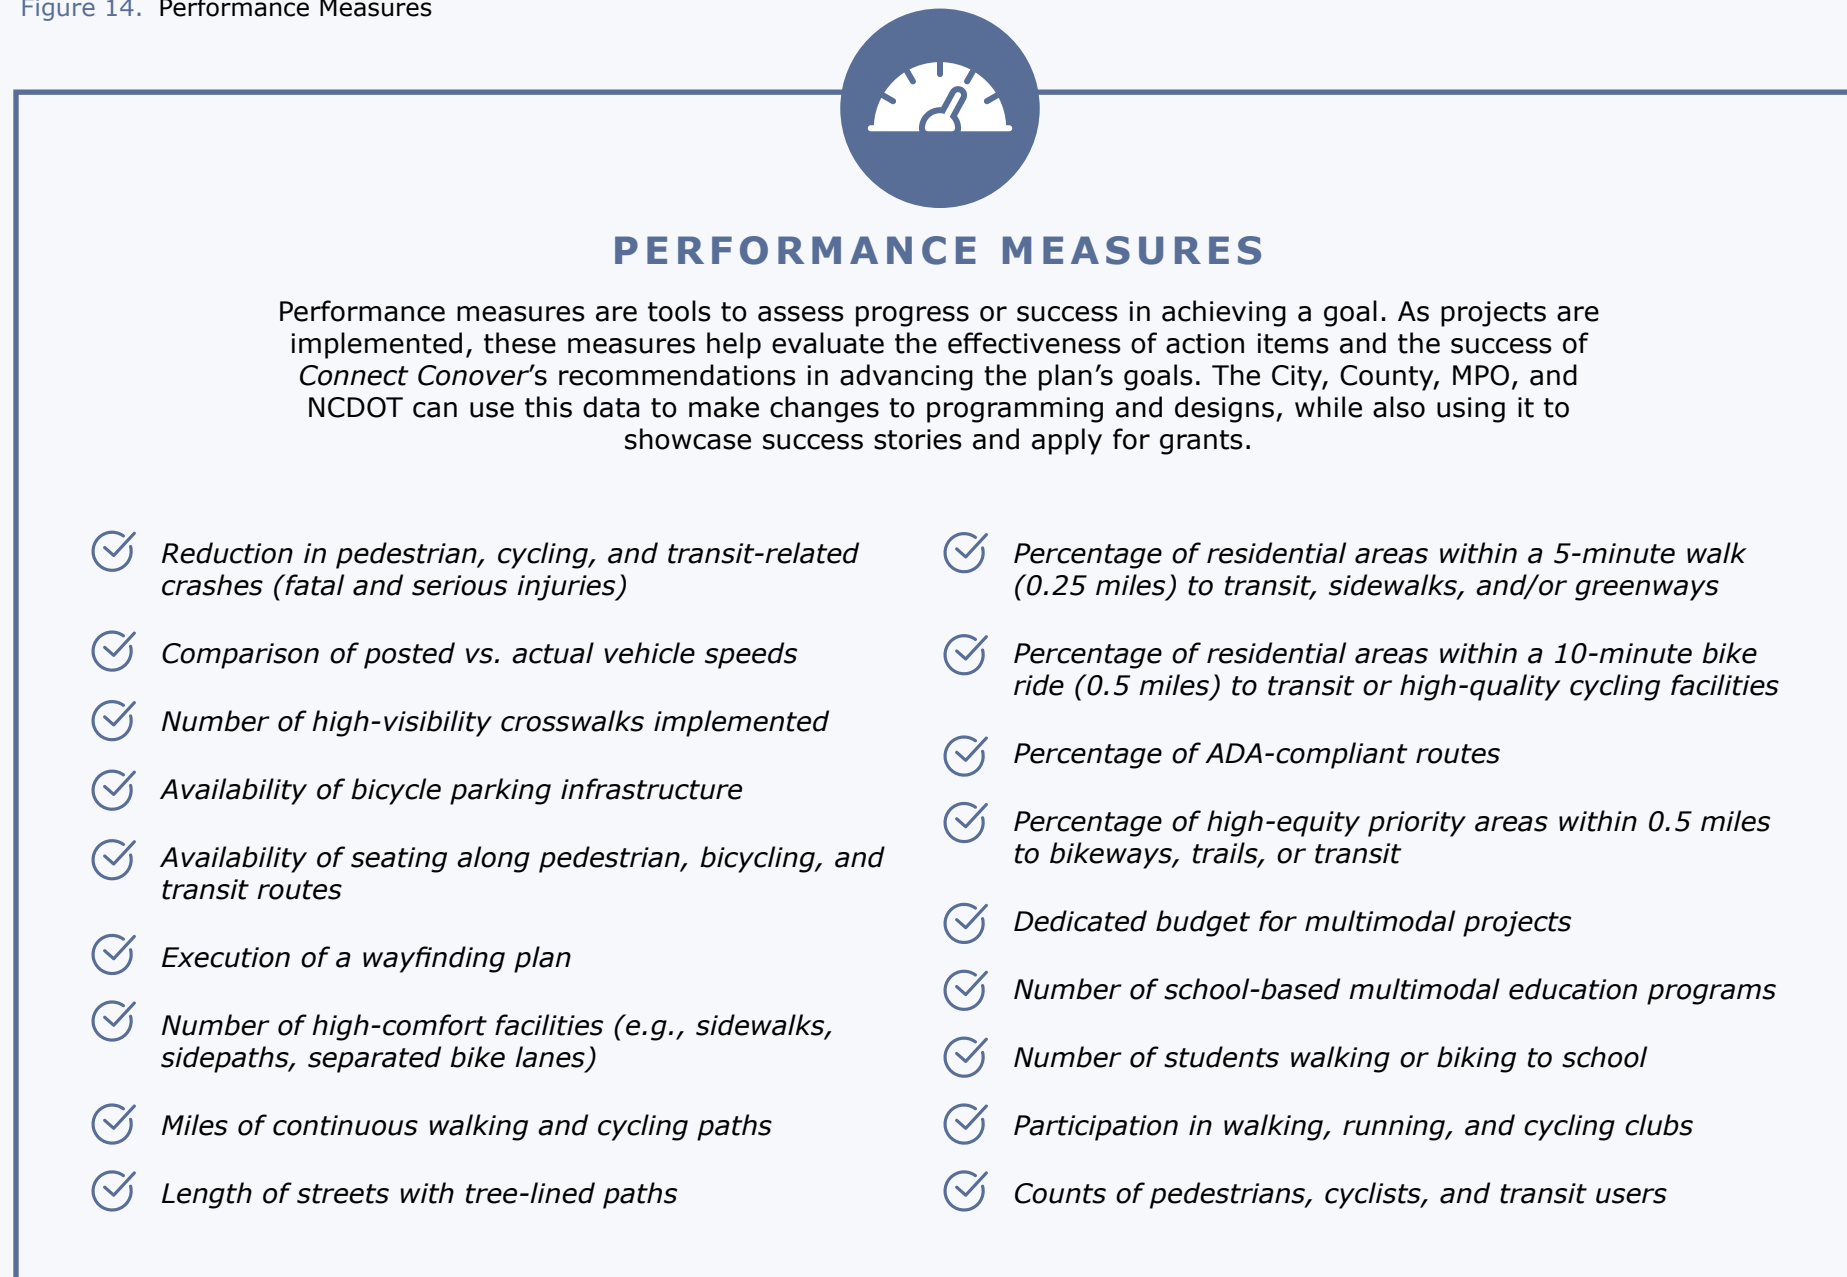 Figure 14. Performance Measures
PERFORMANCE MEASURES
Performance measures are tools to assess progress or success in achieving a goal. As projects are
implemented, these measures help evaluate the effectiveness of action items and the success of
Connect Conover’s recommendations in advancing the plan’s goals. The City, County, MPO, and
NCDOT can use this data to make changes to programming and designs, while also using it to
showcase success stories and apply for grants.
Reduction in pedestrian, cycling, and transit-related
crashes (fatal and serious injuries)
Comparison of posted vs. actual vehicle speeds
Number of high-visibility crosswalks implemented
Availability of bicycle parking infrastructure
Availability of seating along pedestrian, bicycling, and
transit routes
Execution of a wayfinding plan
Number of high-comfort facilities (e.g., sidewalks,
sidepaths, separated bike lanes)
Miles of continuous walking and cycling paths
Length of streets with tree-lined paths
Percentage of residential areas within a 5-minute walk
(0.25 miles) to transit, sidewalks, and/or greenways
Percentage of residential areas within a 10-minute bike
ride (0.5 miles) to transit or high-quality cycling facilities
Percentage of ADA-compliant routes
Percentage of high-equity priority areas within 0.5 miles
to bikeways, trails, or transit
Dedicated budget for multimodal projects
Number of school-based multimodal education programs
Number of students walking or biking to school
Participation in walking, running, and cycling clubs
Counts of pedestrians, cyclists, and transit users